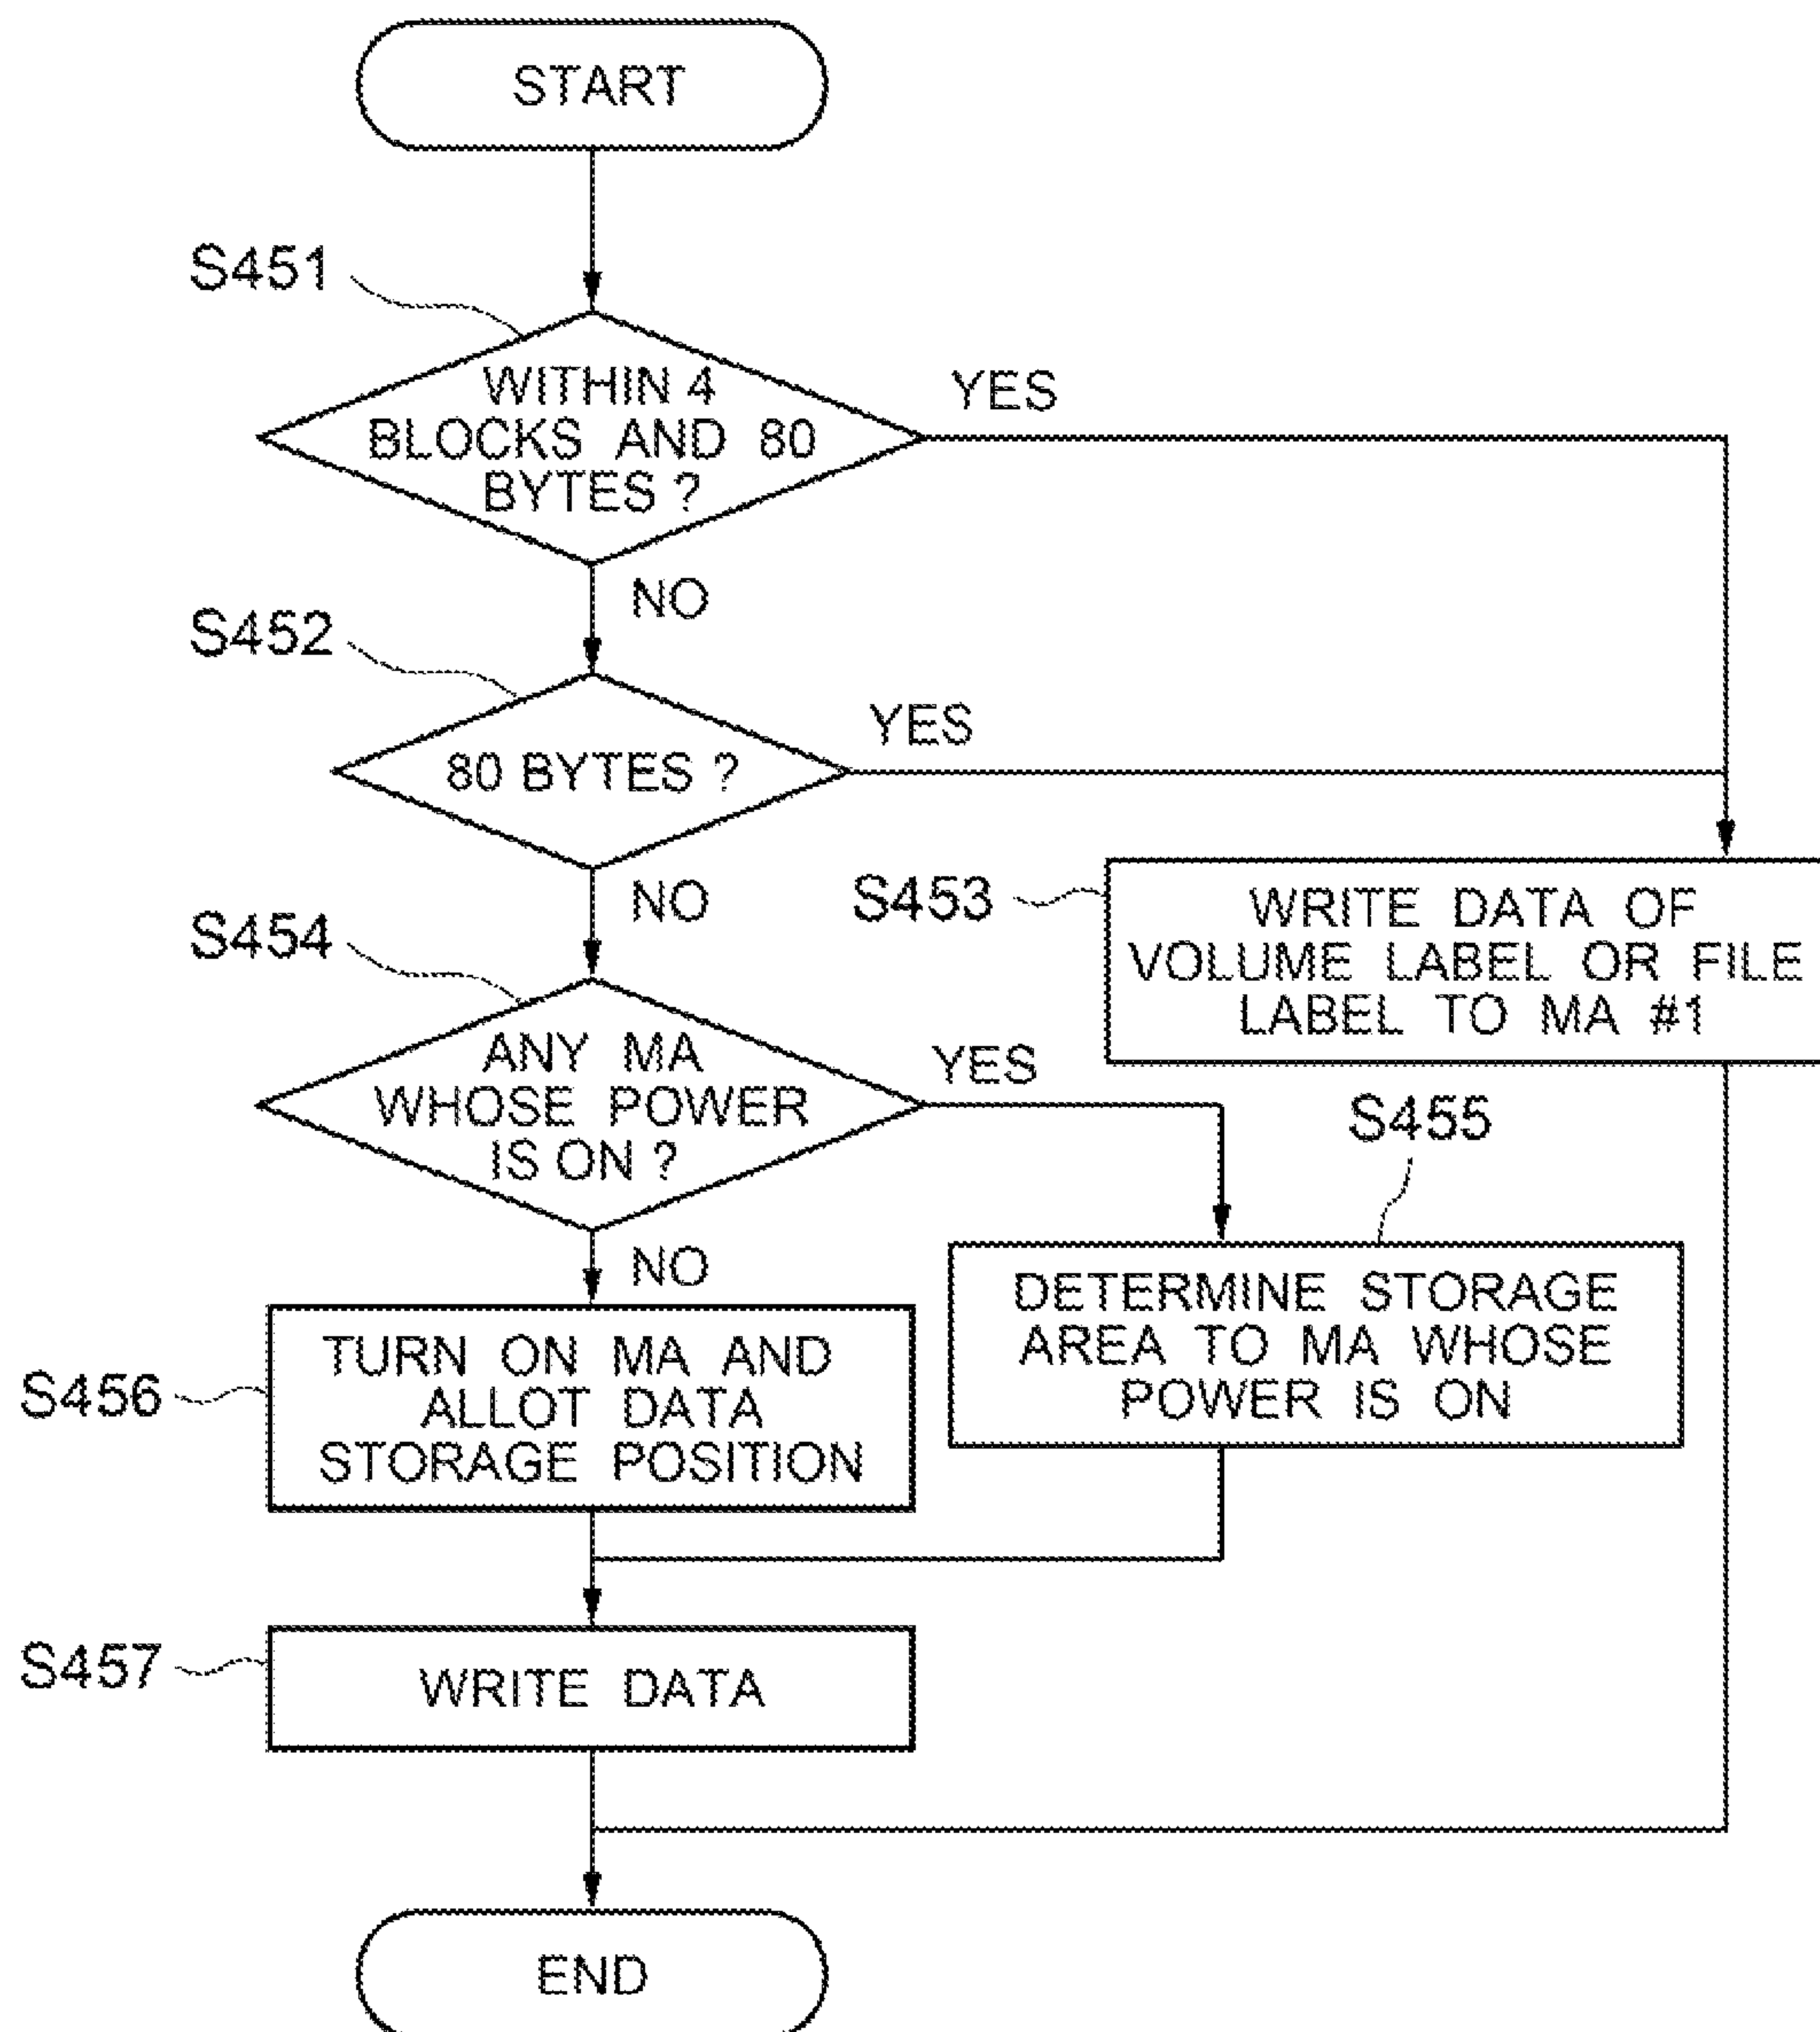 START
S451
WITHIN 4
BLOCKS AND 80
BYTES ?
YES
NO
S452
80 BYTES ?
YES
NO
S453
WRITE DATA OF
VOLUME LABEL OR FILE
LABEL TO MA #1
S454
ANY MA
WHOSE POWER
IS ON ?
YES
NO
S455
DETERMINE STORAGE
AREA TO MA WHOSE
POWER IS ON
S456
TURN ON MA AND
ALLOT DATA
STORAGE POSITION
S457
WRITE DATA
END